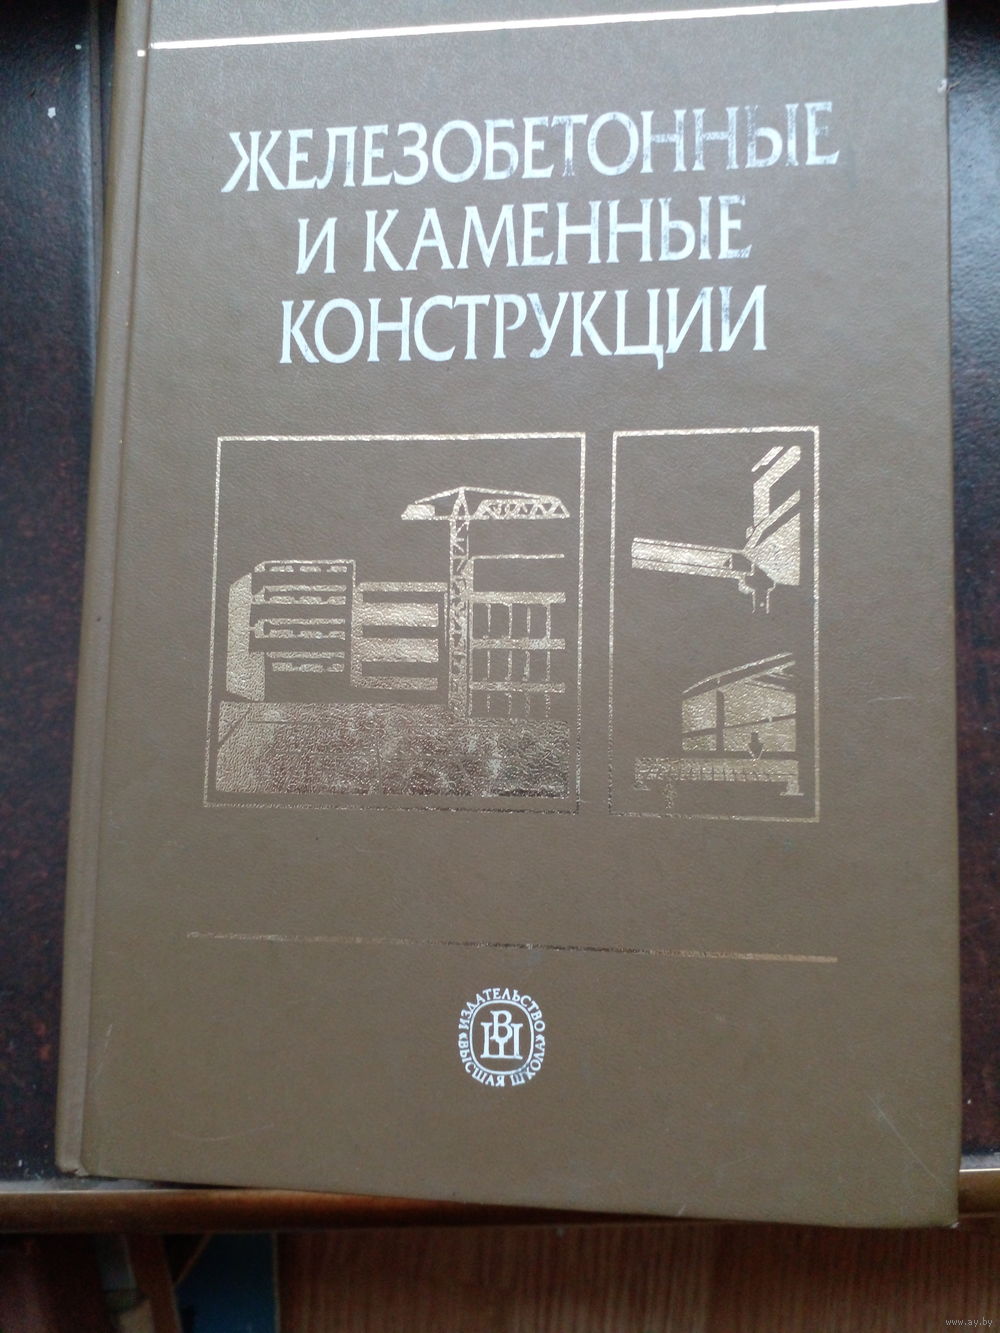 ЖЕЛЕЗОБЕТОННЫЕ
И КАМЕННЫЕ
КОНСТРУКЦИИ
ИЗДАТЕЛЬСТВО
«ВЫСШАЯ ШКОЛА»
ВШ
www.ay.by